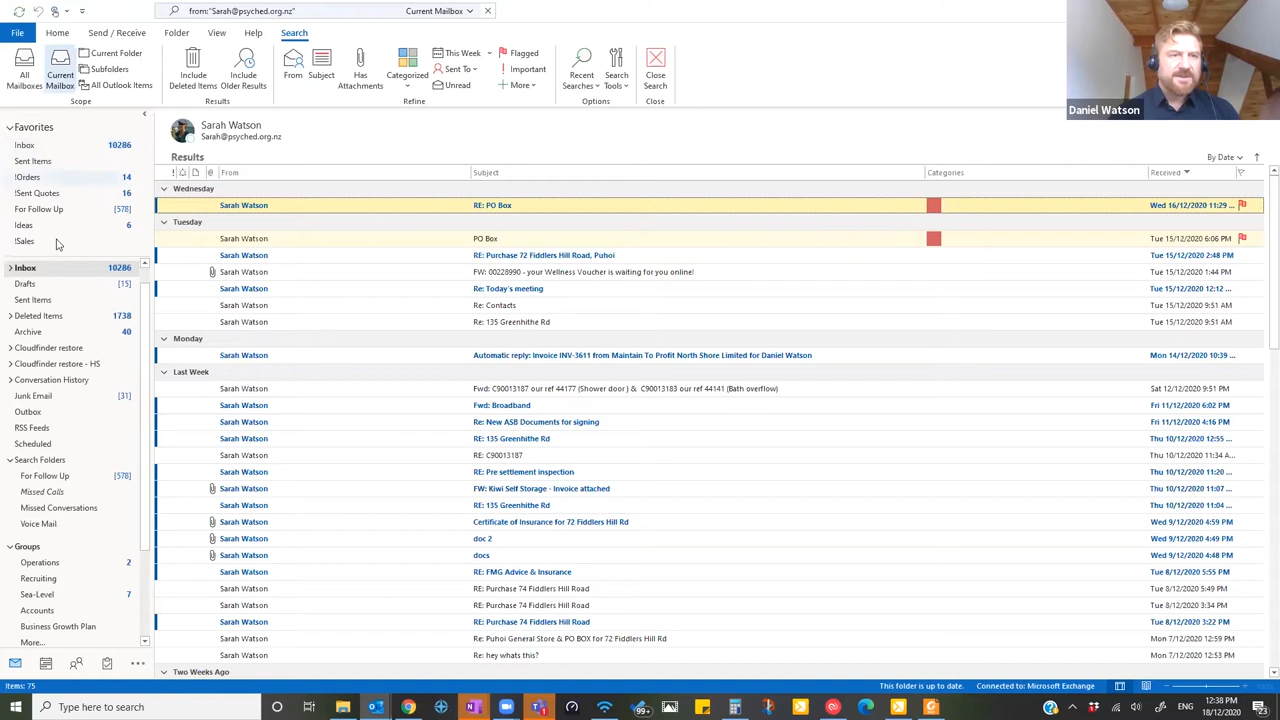 from:"Sarah@psyched.org.nz"
Current Mailbox
File
Home
Send / Receive
Folder
View
Help
Search
All Mailboxes
Current Mailbox
Current Folder
Subfolders
All Outlook Items
Scope
Include Deleted Items
Include Older Results
Results
From
Subject
Has Attachments
Categorized
This Week
Sent To
Unread
Flagged
Important
More
Refine
Recent Searches
Search Tools
Options
Close Search
Close
Daniel Watson
Favorites
Inbox 10286
Sent Items
!Orders 14
!Sent Quotes 16
For Follow Up [578]
Ideas 6
!Sales
Inbox 10286
Drafts [15]
Sent Items
Deleted Items 1738
Archive 40
Cloudfinder restore
Cloudfinder restore - HS
Conversation History
Junk Email [31]
Outbox
RSS Feeds
Scheduled
Search Folders
For Follow Up [578]
Missed Calls
Missed Conversations
Voice Mail
Groups
Operations 2
Recruiting
Sea-Level 7
Accounts
Business Growth Plan
More...
Sarah Watson
Sarah@psyched.org.nz
Results
By Date
From Subject Categories Received
Wednesday
Sarah Watson RE: PO Box Wed 16/12/2020 11:29 ...
Tuesday
Sarah Watson PO Box Tue 15/12/2020 6:06 PM
Sarah Watson RE: Purchase 72 Fiddlers Hill Road, Puhoi Tue 15/12/2020 2:48 PM
Sarah Watson FW: 00228990 - your Wellness Voucher is waiting for you online! Tue 15/12/2020 1:44 PM
Sarah Watson Re: Today's meeting Tue 15/12/2020 12:12 ...
Sarah Watson Re: Contacts Tue 15/12/2020 9:51 AM
Sarah Watson Re: 135 Greenhithe Rd Tue 15/12/2020 9:51 AM
Monday
Sarah Watson Automatic reply: Invoice INV-3611 from Maintain To Profit North Shore Limited for Daniel Watson Mon 14/12/2020 10:39 ...
Last Week
Sarah Watson Fwd: C90013187 our ref 44177 (Shower door ) & C90013183 our ref 44141 (Bath overflow) Sat 12/12/2020 9:51 PM
Sarah Watson Fwd: Broadband Fri 11/12/2020 6:02 PM
Sarah Watson Re: New ASB Documents for signing Fri 11/12/2020 4:16 PM
Sarah Watson RE: 135 Greenhithe Rd Thu 10/12/2020 12:55 ...
Sarah Watson RE: C90013187 Thu 10/12/2020 11:34 A...
Sarah Watson RE: Pre settlement inspection Thu 10/12/2020 11:20 ...
Sarah Watson FW: Kiwi Self Storage - Invoice attached Thu 10/12/2020 11:07 ...
Sarah Watson RE: 135 Greenhithe Rd Thu 10/12/2020 11:04 ...
Sarah Watson Certificate of Insurance for 72 Fiddlers Hill Rd Wed 9/12/2020 4:59 PM
Sarah Watson doc 2 Wed 9/12/2020 4:49 PM
Sarah Watson docs Wed 9/12/2020 4:48 PM
Sarah Watson RE: FMG Advice & Insurance Tue 8/12/2020 5:55 PM
Sarah Watson RE: Purchase 74 Fiddlers Hill Road Tue 8/12/2020 5:49 PM
Sarah Watson RE: Purchase 74 Fiddlers Hill Road Tue 8/12/2020 3:34 PM
Sarah Watson RE: Purchase 74 Fiddlers Hill Road Tue 8/12/2020 3:22 PM
Sarah Watson Re: Puhoi General Store & PO BOX for 72 Fiddlers Hill Rd Mon 7/12/2020 12:59 PM
Sarah Watson Re: hey whats this? Mon 7/12/2020 12:53 PM
Two Weeks Ago
Items: 75
This folder is up to date.
Connected to: Microsoft Exchange
Type here to search
99+
12:38 PM
18/12/2020
23